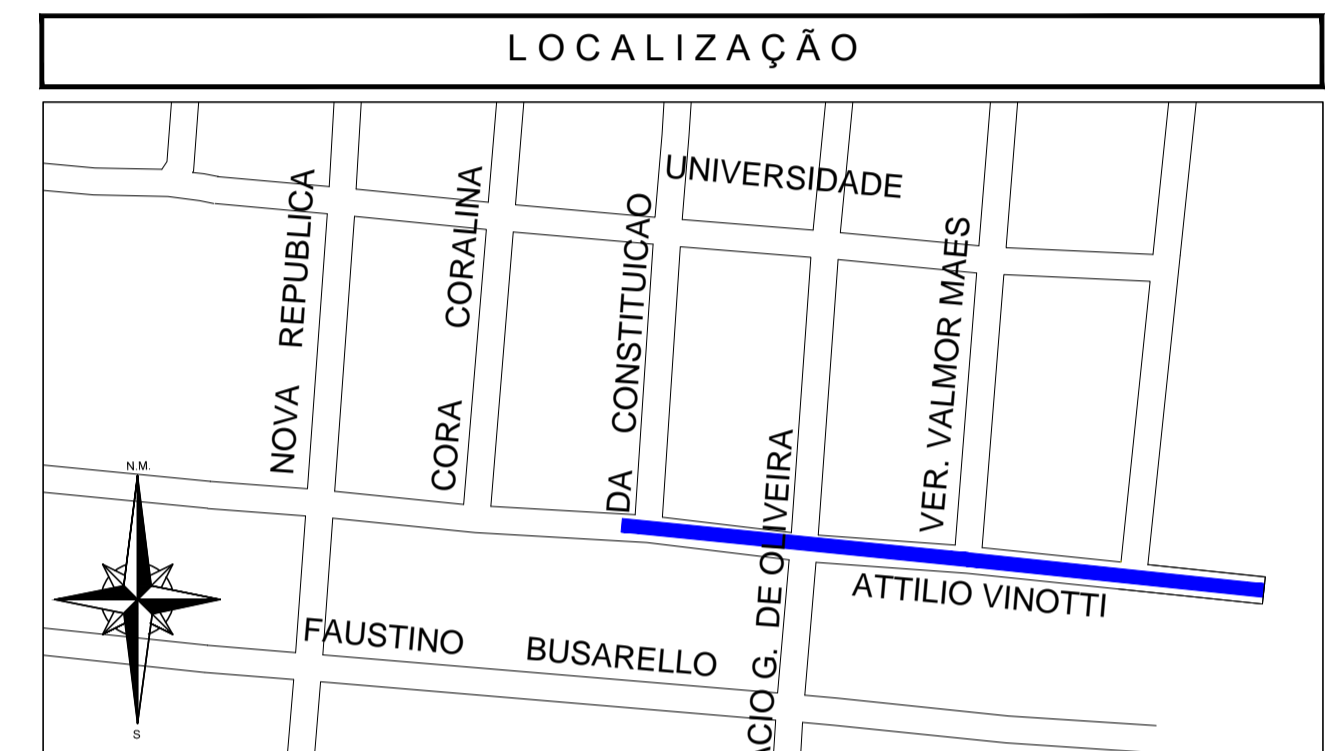 LOCALIZAÇÃO
UNIVERSIDADE
NOVA REPUBLICA
CORA CORALINA
DA CONSTITUICAO
VER. VALMOR MAES
G. DE OLIVEIRA
ATTILIO VINOTTI
FAUSTINO BUSARELLO
N.M.
S